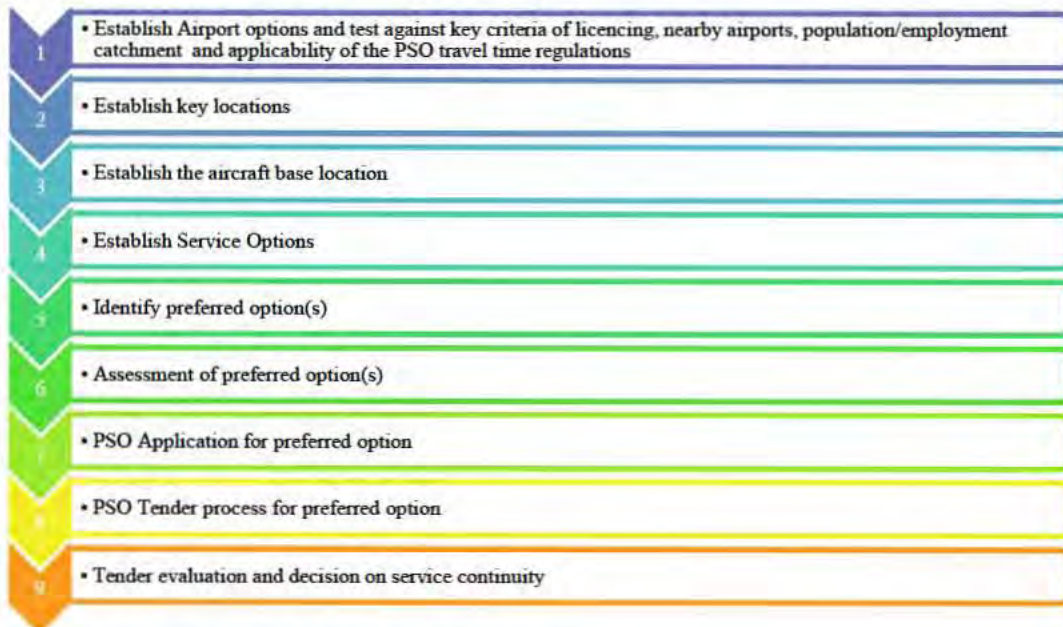 1
• Establish Airport options and test against key criteria of licencing, nearby airports, population/employment
catchment and applicability of the PSO travel time regulations
2
• Establish key locations
3
• Establish the aircraft base location
4
• Establish Service Options
5
• Identify preferred option(s)
6
• Assessment of preferred option(s)
• PSO Application for preferred option
• PSO Tender process for preferred option
9
• Tender evaluation and decision on service continuity